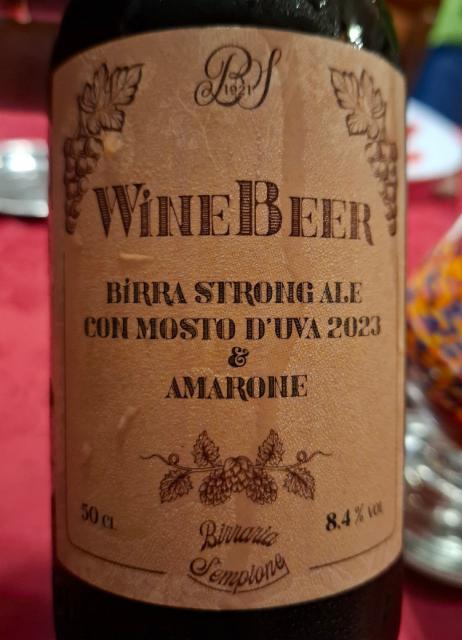 BS
1921
WINEBEER
BIRRA STRONG ALE
CON MOSTO D'UVA 2023
&
AMARONE
50 CL
8.4% VOL
Birraria
Sempione